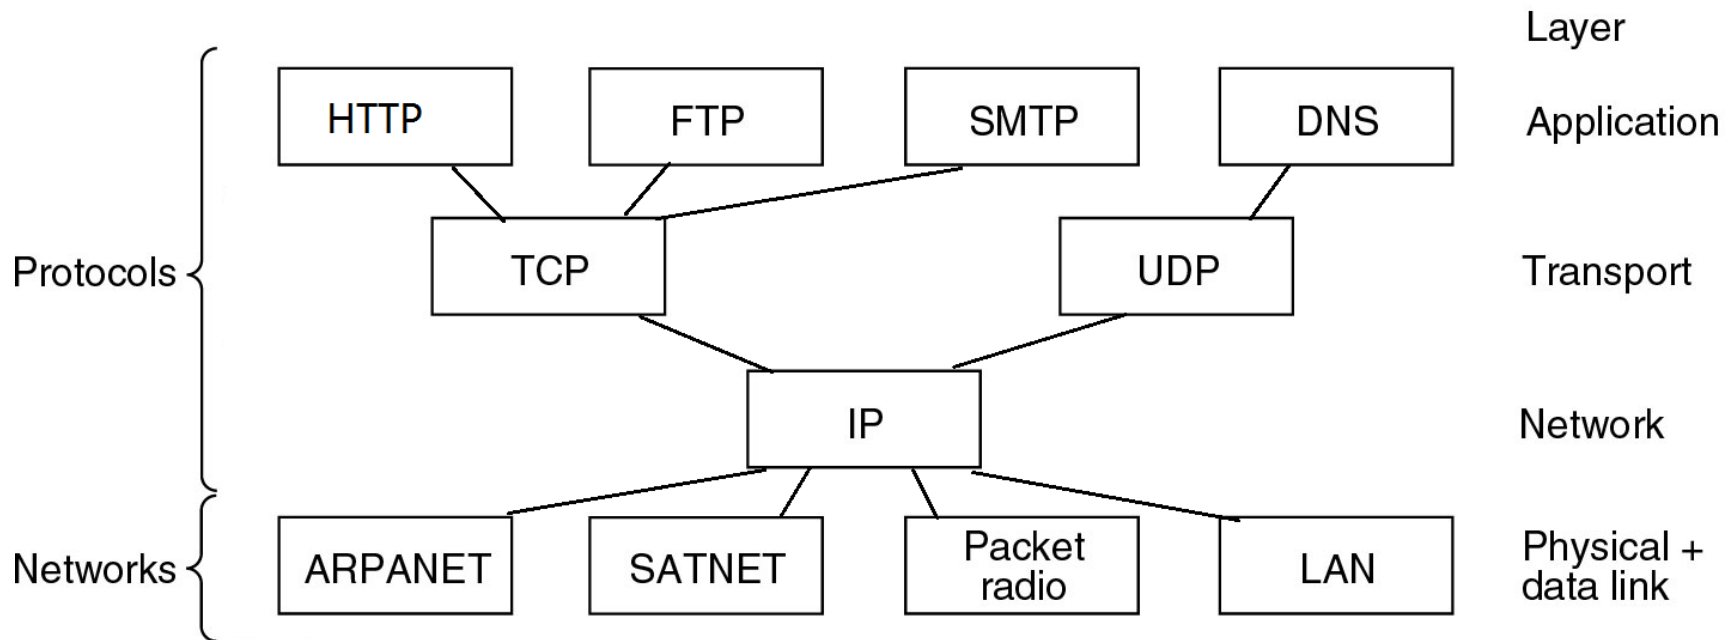 Layer
HTTP FTP SMTP DNS Application
Protocols TCP UDP Transport
IP Network
Networks ARPANET SATNET Packet radio LAN Physical +
data link